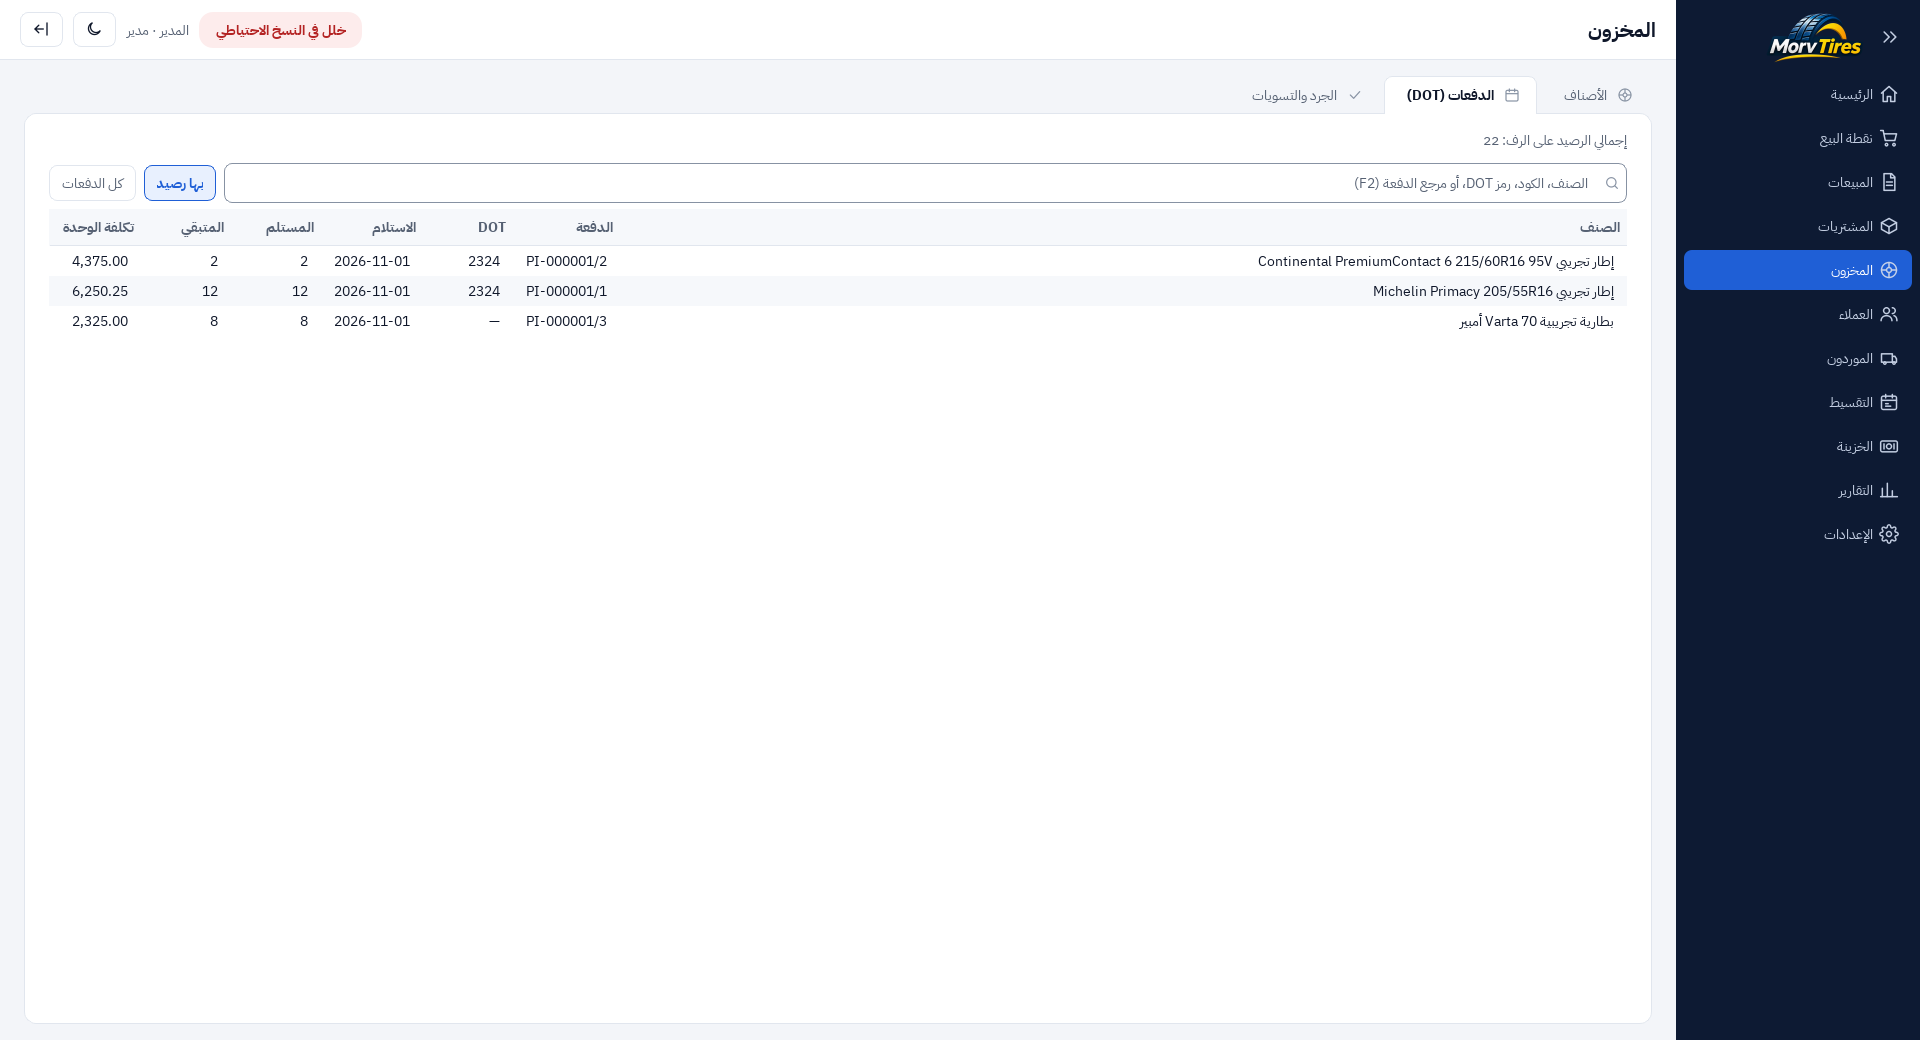 MorvTires
الرئيسية
نقطة البيع
المبيعات
المشتريات
المخزون
العملاء
الموردون
التقسيط
الخزينة
التقارير
الإعدادات
المخزون
خلل في النسخ الاحتياطي
المدير · مدير
الأصناف
الدفعات (DOT)
الجرد والتسويات
إجمالي الرصيد على الرف: 22
الصنف، الكود، رمز DOT، أو مرجع الدفعة (F2)
بها رصيد
كل الدفعات
الصنف الدفعة DOT الاستلام المستلم المتبقي تكلفة الوحدة
إطار تجريبي Continental PremiumContact 6 215/60R16 95V PI-000001/2 2324 2026-11-01 2 2 4,375.00
إطار تجريبي Michelin Primacy 205/55R16 PI-000001/1 2324 2026-11-01 12 12 6,250.25
بطارية تجريبية Varta 70 أمبير PI-000001/3 — 2026-11-01 8 8 2,325.00